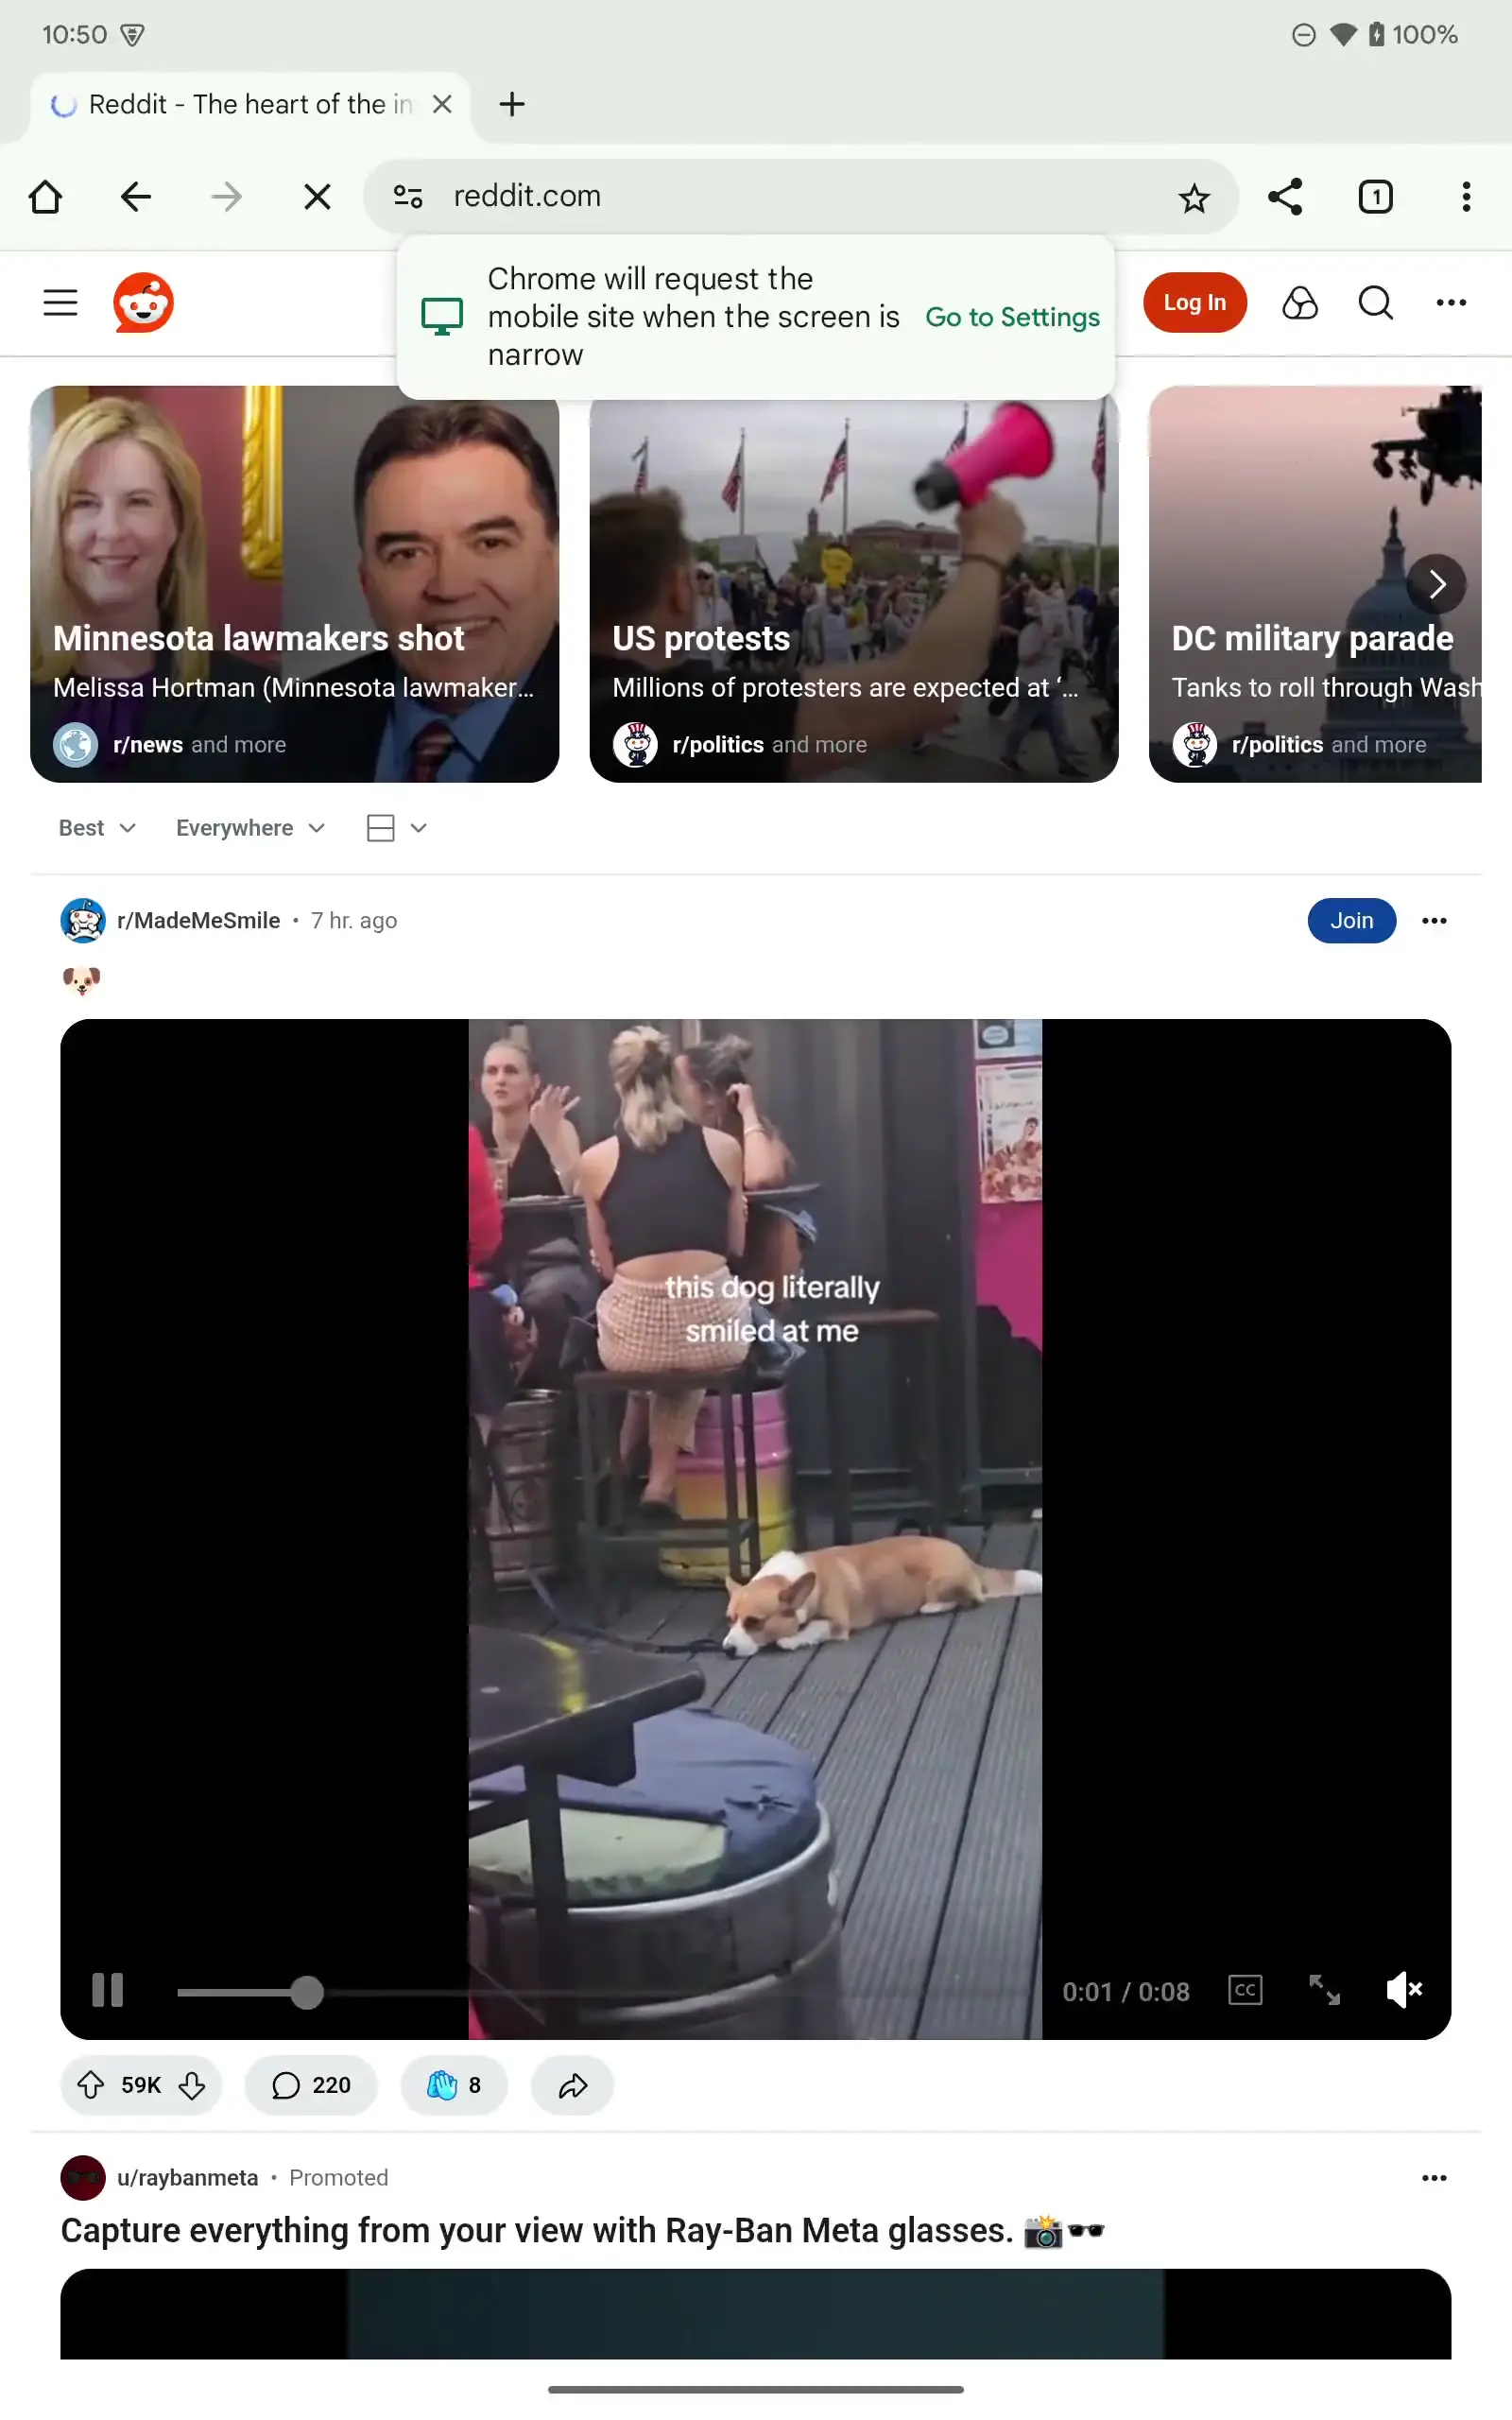 10:50
100%
Reddit - The heart of the in
reddit.com
1
Chrome will request the
mobile site when the screen is
narrow
Go to Settings
Log In
Minnesota lawmakers shot
Melissa Hortman (Minnesota lawmaker...
r/news and more
US protests
Millions of protesters are expected at ‘...
r/politics and more
DC military parade
Tanks to roll through Wash
r/politics and more
Best
Everywhere
r/MadeMeSmile • 7 hr. ago
Join
this dog literally
smiled at me
0:01 / 0:08
CC
59K
220
8
u/raybanmeta • Promoted
Capture everything from your view with Ray-Ban Meta glasses. 📸🕶️